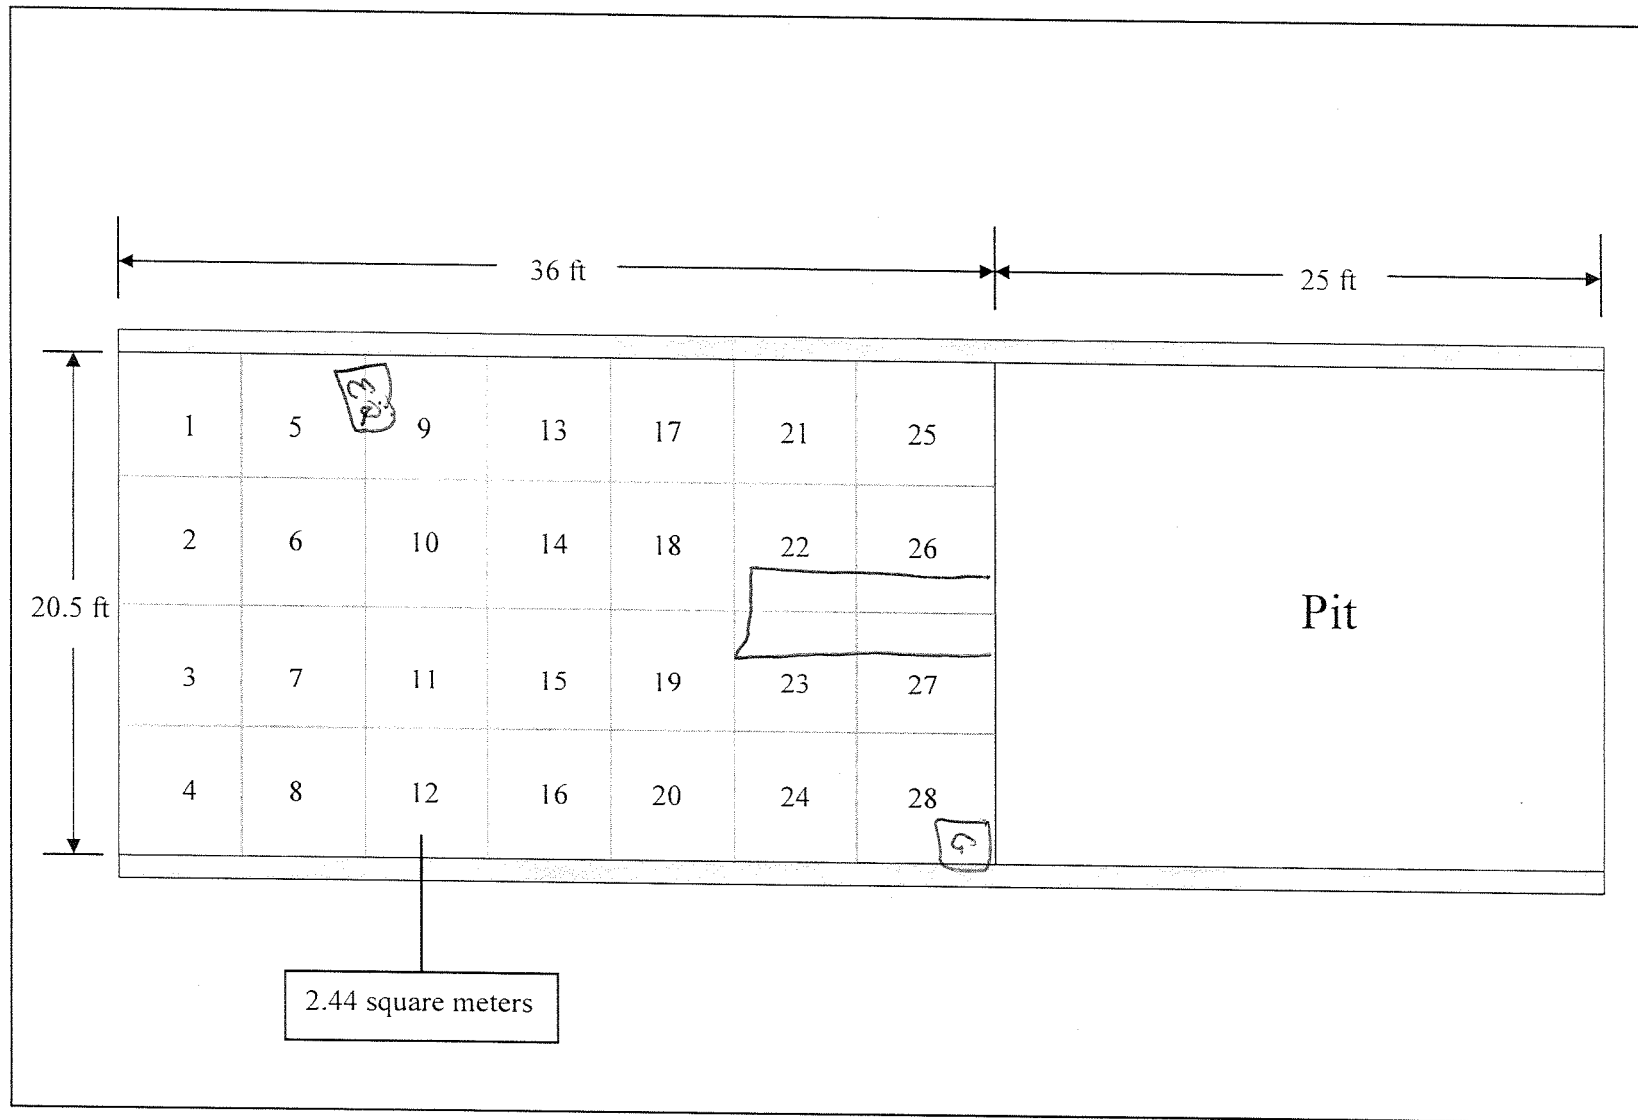 36 ft
25 ft
1 5 9 13 17 21 25
2 6 10 14 18 22 26
20.5 ft
Pit
3 7 11 15 19 23 27
4 8 12 16 20 24 28
G
2.44 square meters